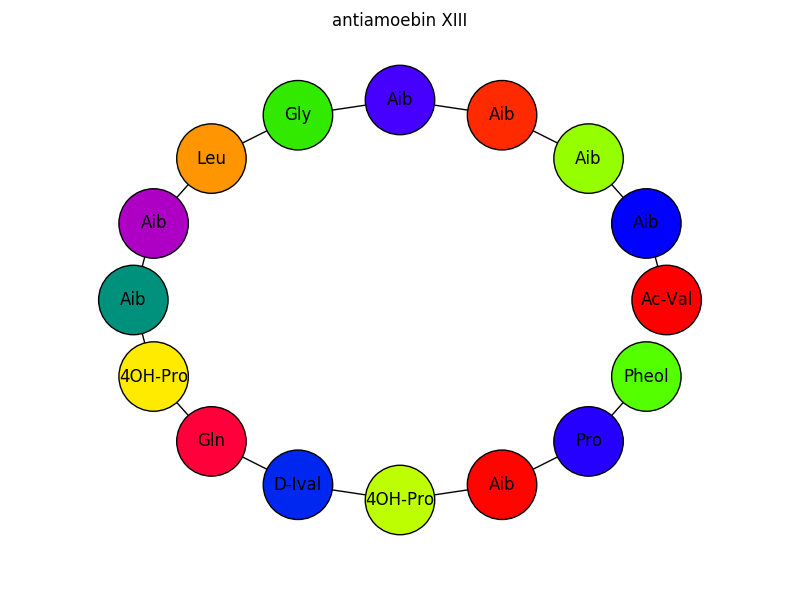 antiamoebin XIII
Aib
Gly
Aib
Leu
Aib
Aib
Aib
Aib
Ac-Val
4OH-Pro
Pheol
Gln
Pro
D-Ival
Aib
4OH-Pro